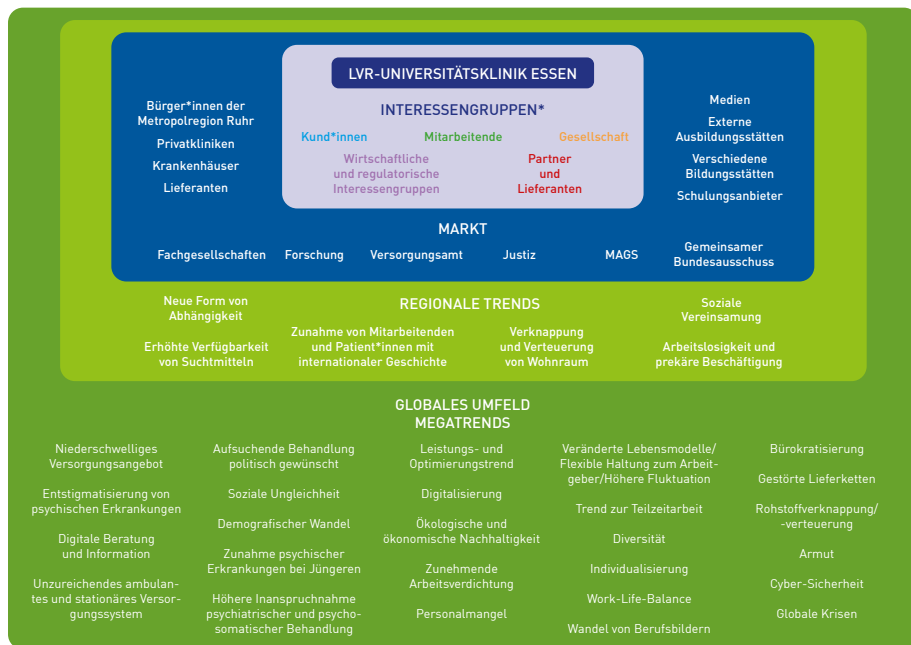 LVR-UNIVERSITÄTSKLINIK ESSEN
INTERESSENGRUPPEN*
Kund*innen
Mitarbeitende
Gesellschaft
Wirtschaftliche
und regulatorische
Interessengruppen
Partner
und
Lieferanten
Bürger*innen der
Metropolregion Ruhr
Privatkliniken
Krankenhäuser
Lieferanten
Medien
Externe
Ausbildungsstätten
Verschiedene
Bildungsstätten
Schulungsanbieter
MARKT
Fachgesellschaften
Forschung
Versorgungsamt
Justiz
MAGS
Gemeinsamer
Bundesausschuss
REGIONALE TRENDS
Neue Form von
Abhängigkeit
Erhöhte Verfügbarkeit
von Suchtmitteln
Zunahme von Mitarbeitenden
und Patient*innen mit
internationaler Geschichte
Verknappung
und Verteuerung
von Wohnraum
Soziale
Vereinsamung
Arbeitslosigkeit und
prekäre Beschäftigung
GLOBALES UMFELD
MEGATRENDS
Niederschwelliges
Versorgungsangebot
Entstigmatisierung von
psychischen Erkrankungen
Digitale Beratung
und Information
Unzureichendes ambulan-
tes und stationäres Versor-
gungssystem
Aufsuchende Behandlung
politisch gewünscht
Soziale Ungleichheit
Demografischer Wandel
Zunahme psychischer
Erkrankungen bei Jüngeren
Höhere Inanspruchnahme
psychiatrischer und psycho-
somatischer Behandlung
Leistungs- und
Optimierungstrend
Digitalisierung
Ökologische und
ökonomische Nachhaltigkeit
Zunehmende
Arbeitsverdichtung
Personalmangel
Veränderte Lebensmodelle/
Flexible Haltung zum Arbeit-
geber/Höhere Fluktuation
Trend zur Teilzeitarbeit
Diversität
Individualisierung
Work-Life-Balance
Wandel von Berufsbildern
Bürokratisierung
Gestörte Lieferketten
Rohstoffverknappung/
-verteuerung
Armut
Cyber-Sicherheit
Globale Krisen